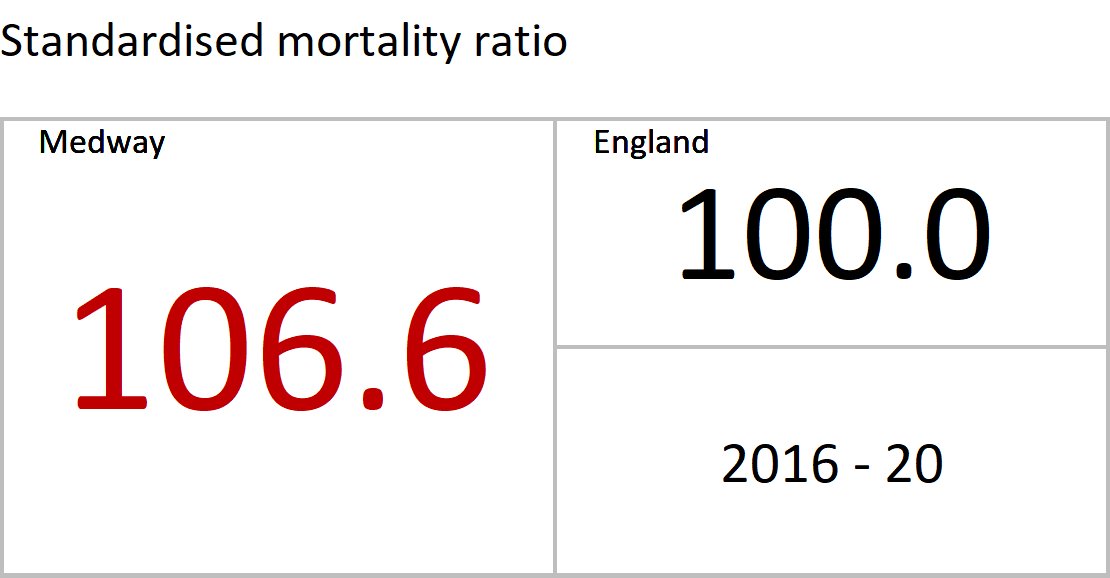 Standardised mortality ratio
Medway
106.6
England
100.0
2016 - 20